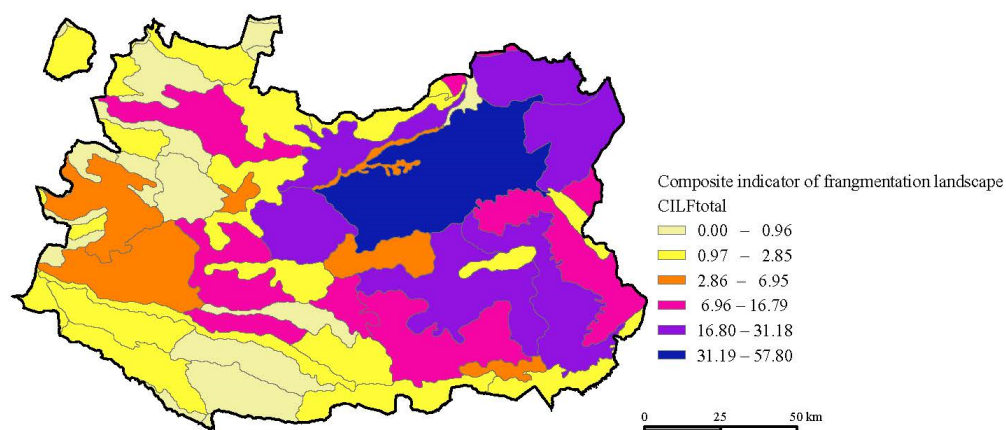 Composite indicator of frangmentation landscape
CILFtotal
0.00 – 0.96
0.97 – 2.85
2.86 – 6.95
6.96 – 16.79
16.80 – 31.18
31.19 – 57.80
0 25 50 km